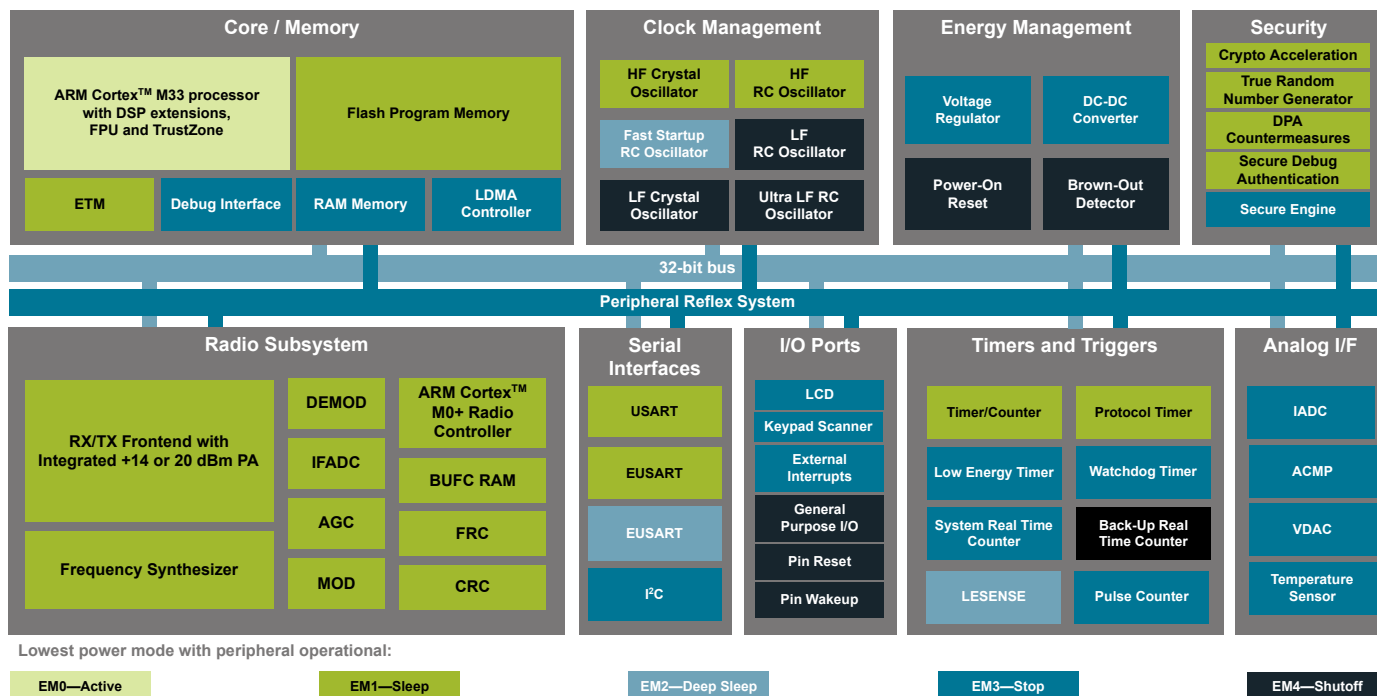 Core / Memory
ARM Cortex™ M33 processor
with DSP extensions,
FPU and TrustZone
Flash Program Memory
ETM
Debug Interface
RAM Memory
LDMA
Controller
Clock Management
HF Crystal
Oscillator
HF
RC Oscillator
Fast Startup
RC Oscillator
LF
RC Oscillator
LF Crystal
Oscillator
Ultra LF RC
Oscillator
Energy Management
Voltage
Regulator
DC-DC
Converter
Power-On
Reset
Brown-Out
Detector
Security
Crypto Acceleration
True Random
Number Generator
DPA
Countermeasures
Secure Debug
Authentication
Secure Engine
32-bit bus
Peripheral Reflex System
Radio Subsystem
RX/TX Frontend with
Integrated +14 or 20 dBm PA
Frequency Synthesizer
DEMOD
IFADC
AGC
MOD
ARM Cortex™
M0+ Radio
Controller
BUFC RAM
FRC
CRC
Serial
Interfaces
USART
EUSART
EUSART
I²C
I/O Ports
LCD
Keypad Scanner
External
Interrupts
General
Purpose I/O
Pin Reset
Pin Wakeup
Timers and Triggers
Timer/Counter
Protocol Timer
Low Energy Timer
Watchdog Timer
System Real Time
Counter
Back-Up Real
Time Counter
LESENSE
Pulse Counter
Analog I/F
IADC
ACMP
VDAC
Temperature
Sensor
Lowest power mode with peripheral operational:
EM0—Active
EM1—Sleep
EM2—Deep Sleep
EM3—Stop
EM4—Shutoff